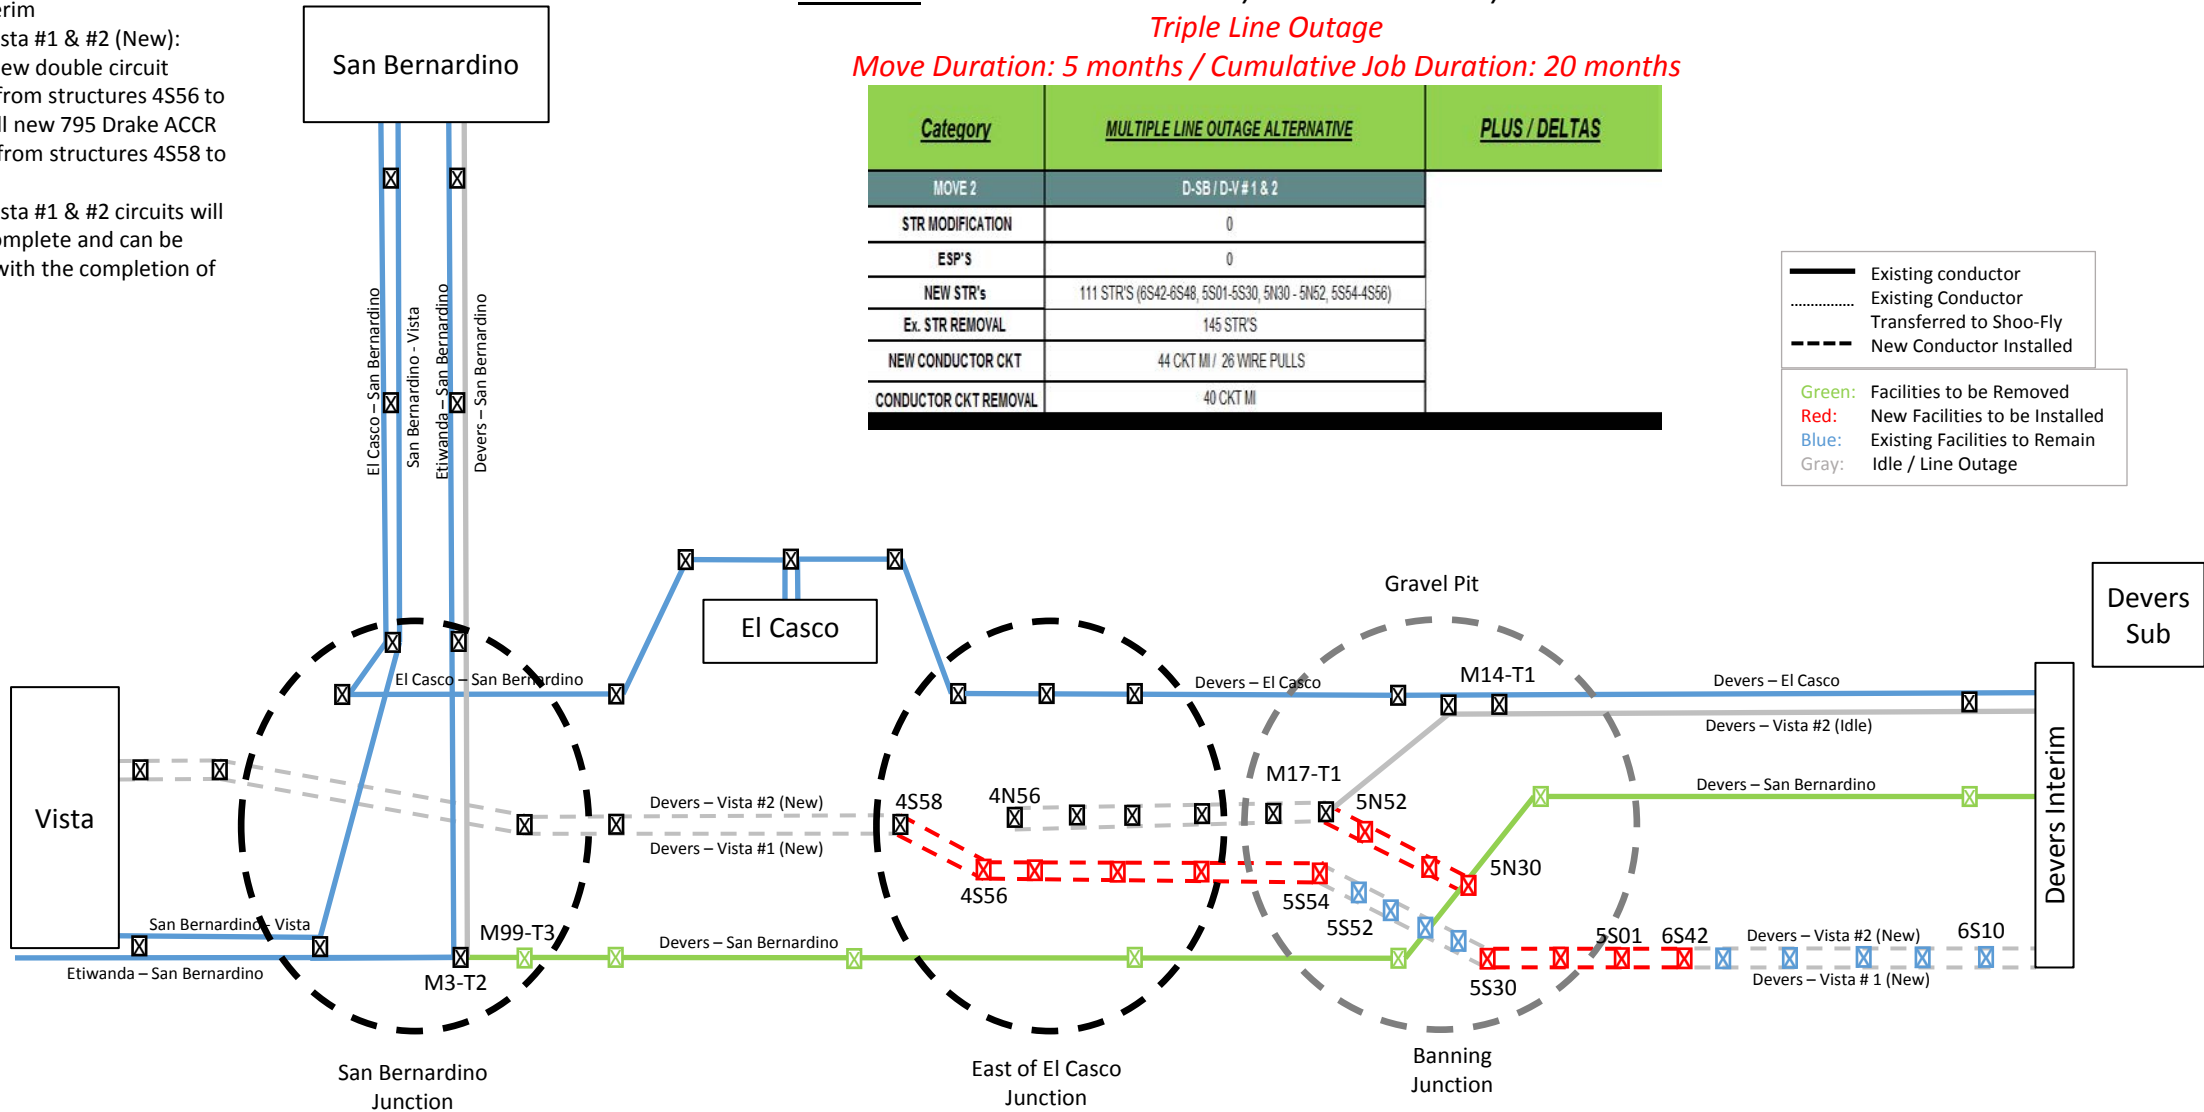 erim
ista #1 & #2 (New):
ew double circuit
from structures 4S56 to
ll new 795 Drake ACCR
from structures 4S58 to
ista #1 & #2 circuits will
omplete and can be
with the completion of
Triple Line Outage
Move Duration: 5 months / Cumulative Job Duration: 20 months
Category MULTIPLE LINE OUTAGE ALTERNATIVE PLUS / DELTAS
MOVE 2 D-SB / D-V # 1 & 2
STR MODIFICATION 0
ESP'S 0
NEW STR's 111 STR'S (6S42-6S48, 5S01-5S30, 5N30 - 5N52, 5S54-4S56)
Ex. STR REMOVAL 145 STR'S
NEW CONDUCTOR CKT 44 CKT MI / 26 WIRE PULLS
CONDUCTOR CKT REMOVAL 40 CKT MI
Existing conductor
Existing Conductor
Transferred to Shoo-Fly
New Conductor Installed
Green: Facilities to be Removed
Red: New Facilities to be Installed
Blue: Existing Facilities to Remain
Gray: Idle / Line Outage
San Bernardino
El Casco – San Bernardino
San Bernardino - Vista
Etiwanda – San Bernardino
Devers – San Bernardino
El Casco
Gravel Pit
Devers
Sub
El Casco – San Bernardino
Devers – El Casco
M14-T1
Devers – El Casco
Devers – Vista #2 (Idle)
Devers Interim
Vista
Devers – Vista #2 (New)
Devers – Vista #1 (New)
4S58
4N56
M17-T1
5N52
Devers – San Bernardino
5N30
4S56
5S54
5S52
San Bernardino - Vista
Etiwanda – San Bernardino
M99-T3
M3-T2
Devers – San Bernardino
5S01
6S42
Devers – Vista #2 (New)
6S10
5S30
Devers – Vista # 1 (New)
San Bernardino
Junction
East of El Casco
Junction
Banning
Junction